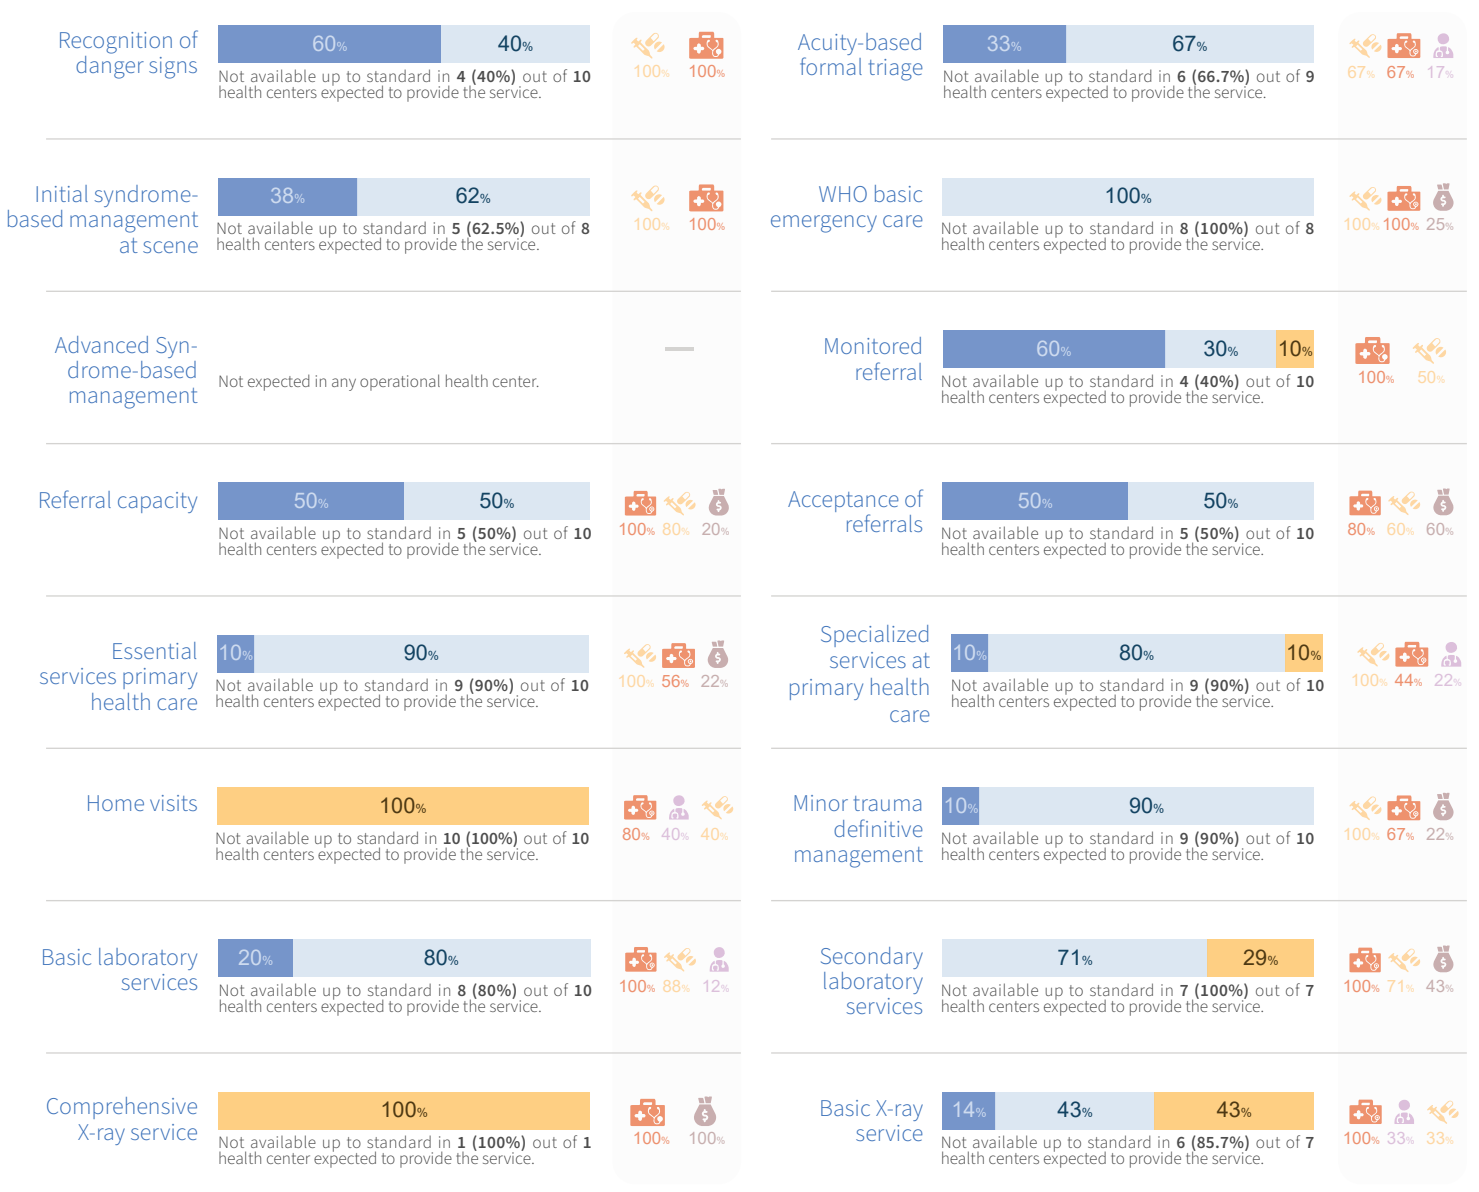 Recognition of
danger signs
60%
40%
Not available up to standard in 4 (40%) out of 10
health centers expected to provide the service.
100%
100%
Acuity-based
formal triage
33%
67%
Not available up to standard in 6 (66.7%) out of 9
health centers expected to provide the service.
67%
67%
17%
Initial syndrome-
based management
at scene
38%
62%
Not available up to standard in 5 (62.5%) out of 8
health centers expected to provide the service.
100%
100%
WHO basic
emergency care
100%
Not available up to standard in 8 (100%) out of 8
health centers expected to provide the service.
100%
100%
25%
Advanced Syn-
drome-based
management
Not expected in any operational health center.
Monitored
referral
60%
30%
10%
Not available up to standard in 4 (40%) out of 10
health centers expected to provide the service.
100%
50%
Referral capacity
50%
50%
Not available up to standard in 5 (50%) out of 10
health centers expected to provide the service.
100%
80%
20%
Acceptance of
referrals
50%
50%
Not available up to standard in 5 (50%) out of 10
health centers expected to provide the service.
80%
60%
60%
Essential
services primary
health care
10%
90%
Not available up to standard in 9 (90%) out of 10
health centers expected to provide the service.
100%
56%
22%
Specialized
services at
primary health
care
10%
80%
10%
Not available up to standard in 9 (90%) out of 10
health centers expected to provide the service.
100%
44%
22%
Home visits
100%
Not available up to standard in 10 (100%) out of 10
health centers expected to provide the service.
80%
40%
40%
Minor trauma
definitive
management
10%
90%
Not available up to standard in 9 (90%) out of 10
health centers expected to provide the service.
100%
67%
22%
Basic laboratory
services
20%
80%
Not available up to standard in 8 (80%) out of 10
health centers expected to provide the service.
100%
88%
12%
Secondary
laboratory
services
71%
29%
Not available up to standard in 7 (100%) out of 7
health centers expected to provide the service.
100%
71%
43%
Comprehensive
X-ray service
100%
Not available up to standard in 1 (100%) out of 1
health center expected to provide the service.
100%
100%
Basic X-ray
service
14%
43%
43%
Not available up to standard in 6 (85.7%) out of 7
health centers expected to provide the service.
100%
33%
33%